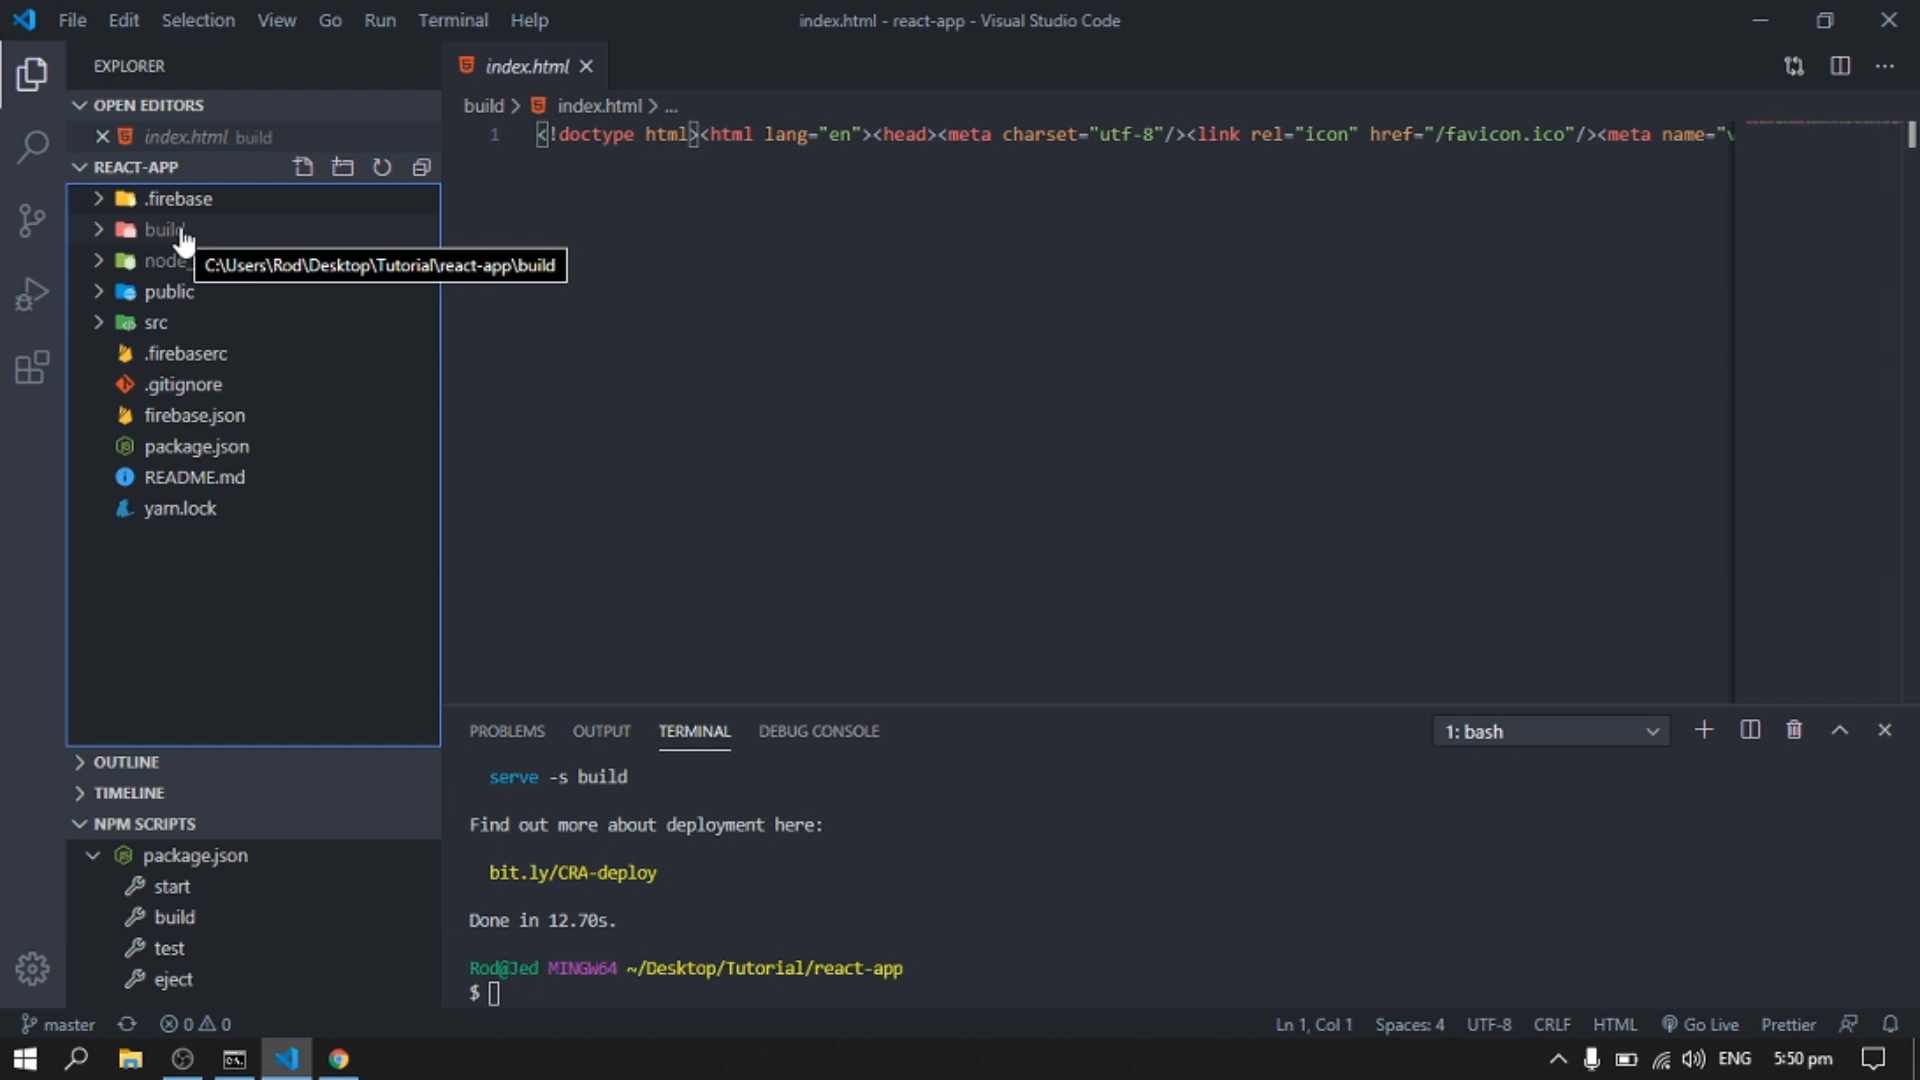 File Edit Selection View Go Run Terminal Help
index.html - react-app - Visual Studio Code
EXPLORER
OPEN EDITORS
index.html build
REACT-APP
.firebase
build
node_
C:\Users\Rod\Desktop\Tutorial\react-app\build
public
src
.firebaserc
.gitignore
firebase.json
package.json
README.md
yarn.lock
OUTLINE
TIMELINE
NPM SCRIPTS
package.json
start
build
test
eject
index.html
build > index.html > ...
1 <!doctype html><html lang="en"><head><meta charset="utf-8"/><link rel="icon" href="/favicon.ico"/><meta name="v
PROBLEMS OUTPUT TERMINAL DEBUG CONSOLE
1: bash
serve -s build
Find out more about deployment here:
bit.ly/CRA-deploy
Done in 12.70s.
Rod@Jed MINGW64 ~/Desktop/Tutorial/react-app
$
master 0 0
Ln 1, Col 1 Spaces: 4 UTF-8 CRLF HTML Go Live Prettier
ENG 5:50 pm